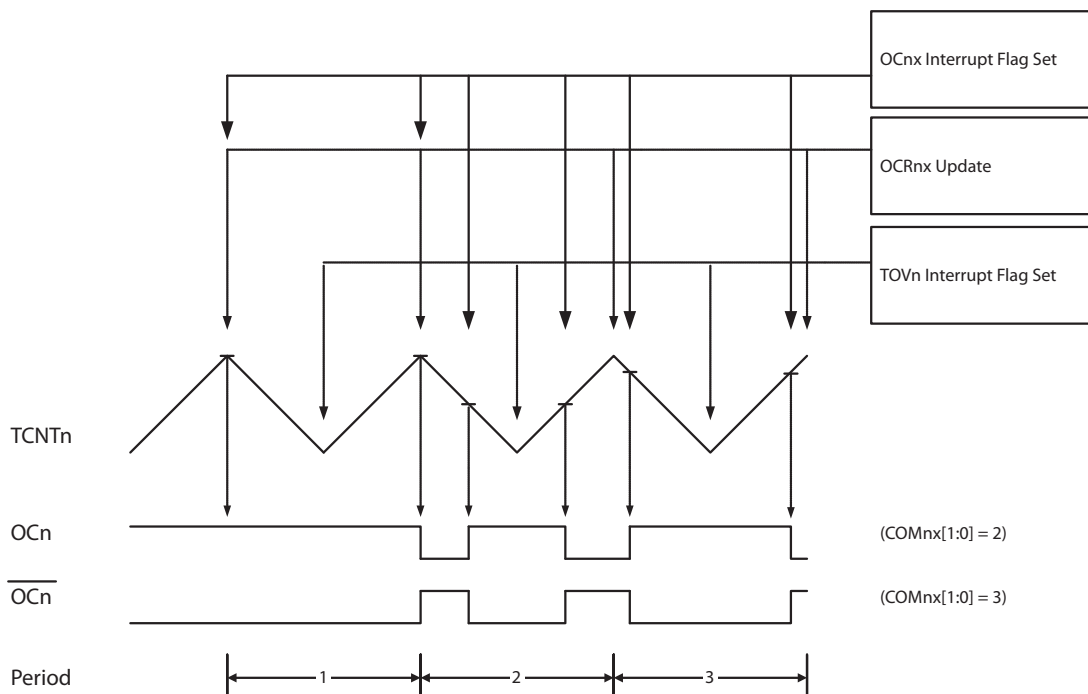 OCnx Interrupt Flag Set
OCRnx Update
TOVn Interrupt Flag Set
TCNTn
OCn
(COMnx[1:0] = 2)
OCn
(COMnx[1:0] = 3)
Period
1
2
3